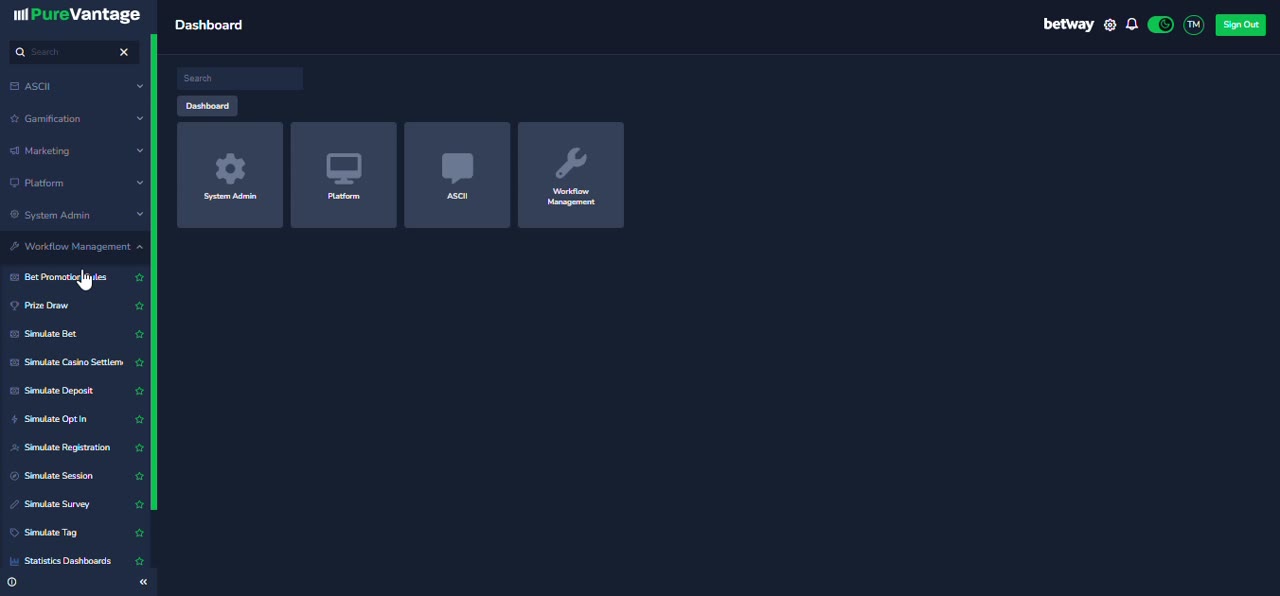 PureVantage
Search
ASCII
Gamification
Marketing
Platform
System Admin
Workflow Management
Bet Promotion Rules
Prize Draw
Simulate Bet
Simulate Casino Settleme
Simulate Deposit
Simulate Opt In
Simulate Registration
Simulate Session
Simulate Survey
Simulate Tag
Statistics Dashboards
Dashboard
betway
TM
Sign Out
Search
Dashboard
System Admin
Platform
ASCII
Workflow
Management